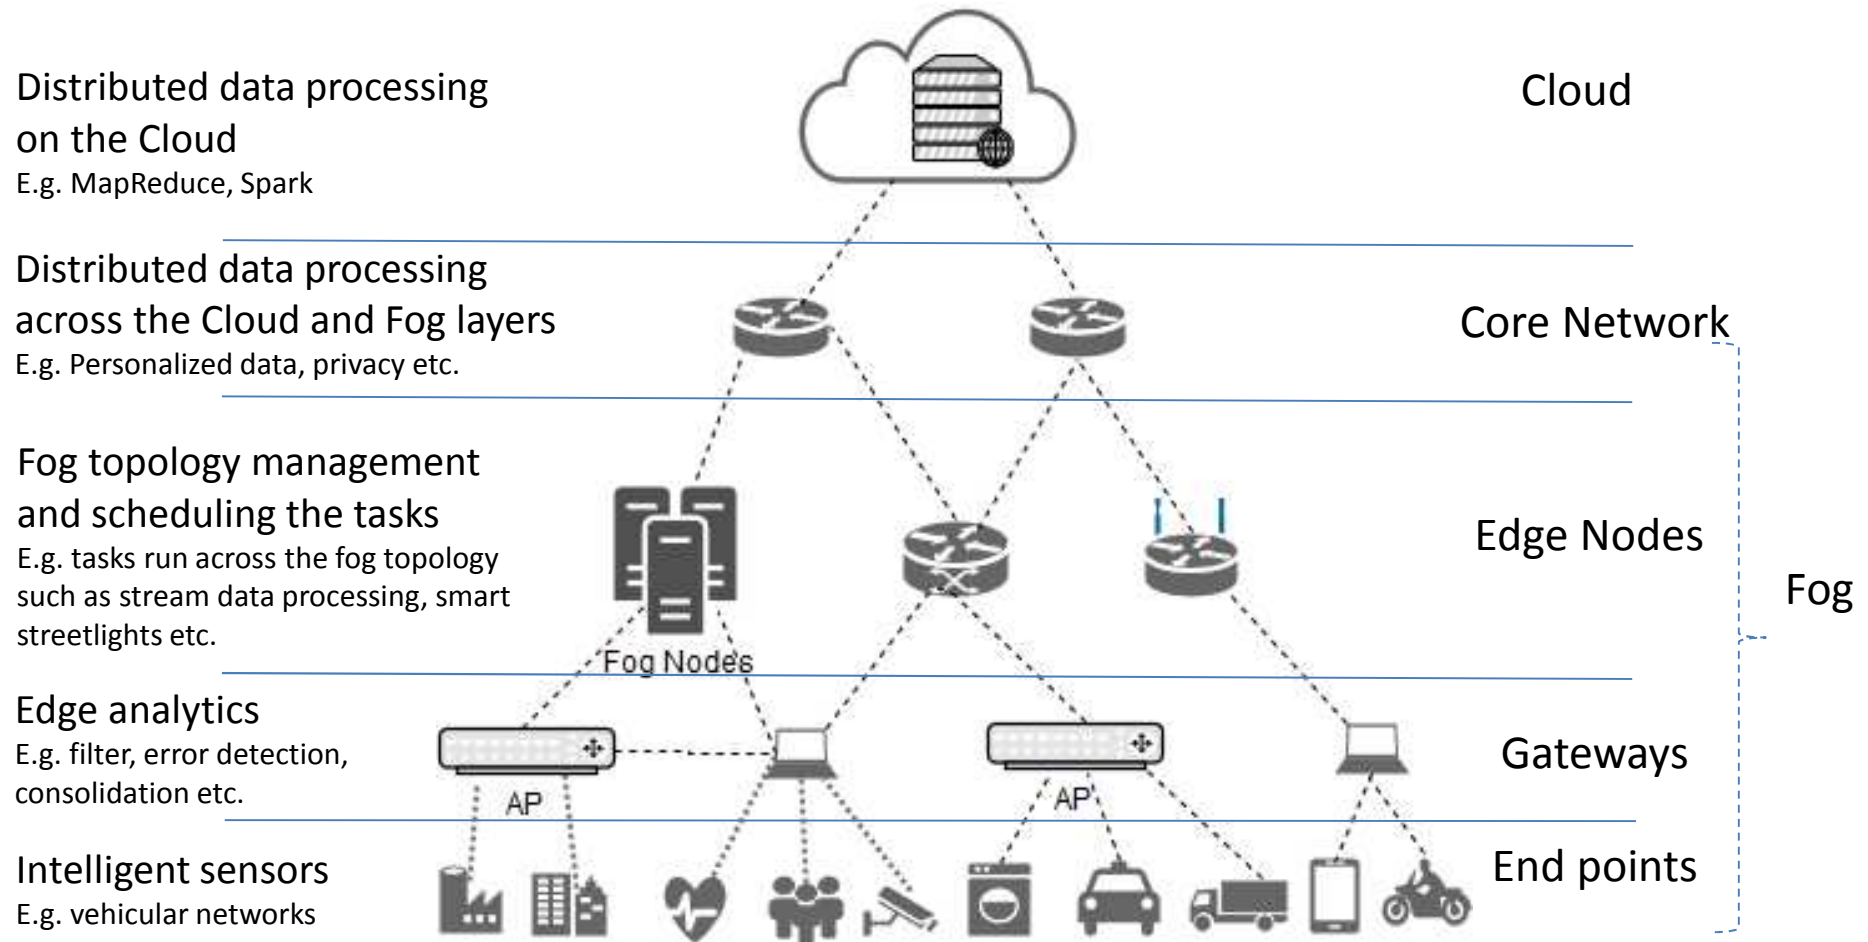 Distributed data processing
on the Cloud
E.g. MapReduce, Spark
Cloud
Distributed data processing
across the Cloud and Fog layers
E.g. Personalized data, privacy etc.
Core Network
Fog topology management
and scheduling the tasks
E.g. tasks run across the fog topology
such as stream data processing, smart
streetlights etc.
Fog Nodes
Edge Nodes
Fog
Edge analytics
E.g. filter, error detection,
consolidation etc.
AP
AP
Gateways
Intelligent sensors
E.g. vehicular networks
End points